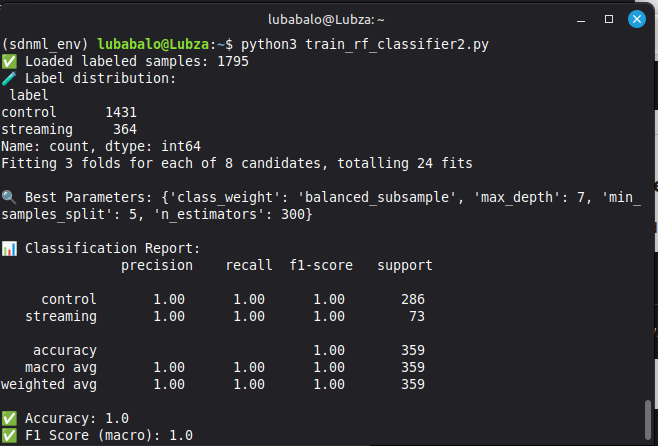 lubabalo@Lubza: ~
(sdnml_env) lubabalo@Lubza:~$ python3 train_rf_classifier2.py
✅ Loaded labeled samples: 1795
🧪 Label distribution:
 label
control      1431
streaming     364
Name: count, dtype: int64
Fitting 3 folds for each of 8 candidates, totalling 24 fits
🔍 Best Parameters: {'class_weight': 'balanced_subsample', 'max_depth': 7, 'min_
samples_split': 5, 'n_estimators': 300}
📊 Classification Report:
              precision    recall  f1-score   support
     control       1.00      1.00      1.00       286
   streaming       1.00      1.00      1.00        73
    accuracy                           1.00       359
   macro avg       1.00      1.00      1.00       359
weighted avg       1.00      1.00      1.00       359
✅ Accuracy: 1.0
✅ F1 Score (macro): 1.0